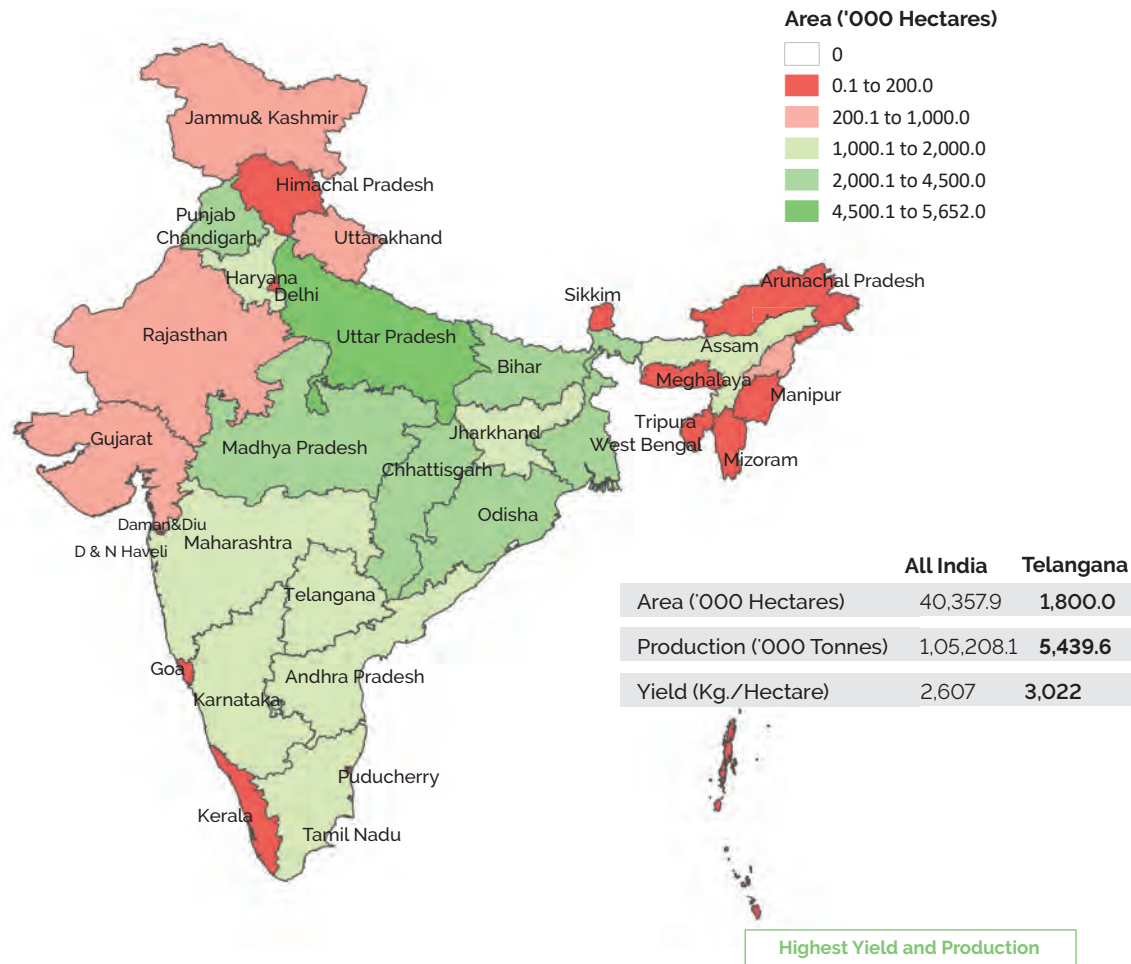 Area ('000 Hectares)
0
0.1 to 200.0
200.1 to 1,000.0
1,000.1 to 2,000.0
2,000.1 to 4,500.0
4,500.1 to 5,652.0
Jammu& Kashmir
Himachal Pradesh
Punjab
Chandigarh
Uttarakhand
Haryana
Delhi
Arunachal Pradesh
Sikkim
Rajasthan
Uttar Pradesh
Assam
Bihar
Meghalaya
Manipur
Tripura
Jharkhand
Gujarat
Madhya Pradesh
West Bengal
Mizoram
Chhattisgarh
Odisha
Daman&Diu
D & N Haveli
Maharashtra
Telangana
Goa
Andhra Pradesh
Karnataka
Puducherry
Kerala
Tamil Nadu
All India Telangana
Area ('000 Hectares) 40,357.9 1,800.0
Production ('000 Tonnes) 1,05,208.1 5,439.6
Yield (Kg./Hectare) 2,607 3,022
Highest Yield and Production